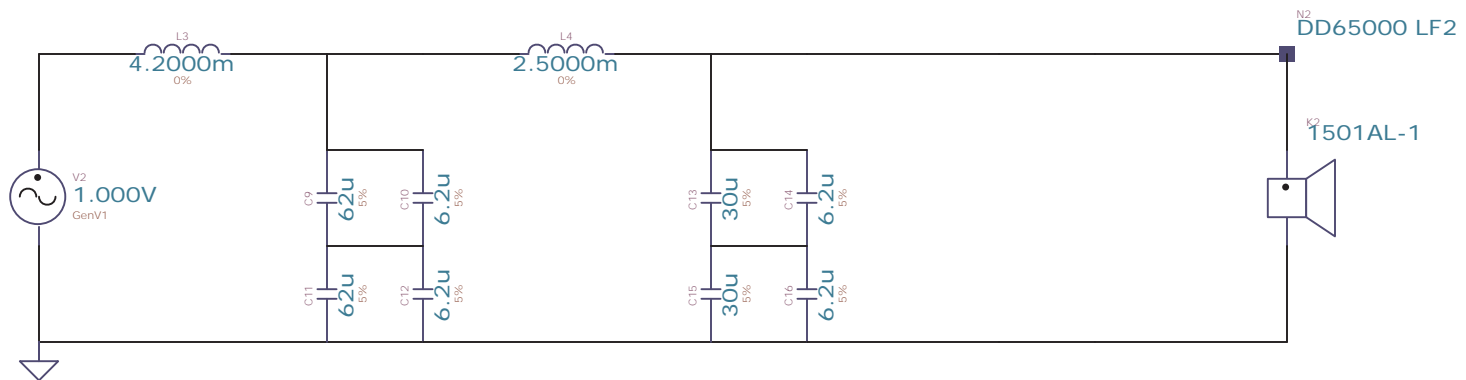 N2
DD65000 LF2
L3
4.2000m
0%
L4
2.5000m
0%
K2
1501AL-1
V2
1.000V
GenV1
C9
62u
5%
C10
6.2u
5%
C13
30u
5%
C14
6.2u
5%
C11
62u
5%
C12
6.2u
5%
C15
30u
5%
C16
6.2u
5%